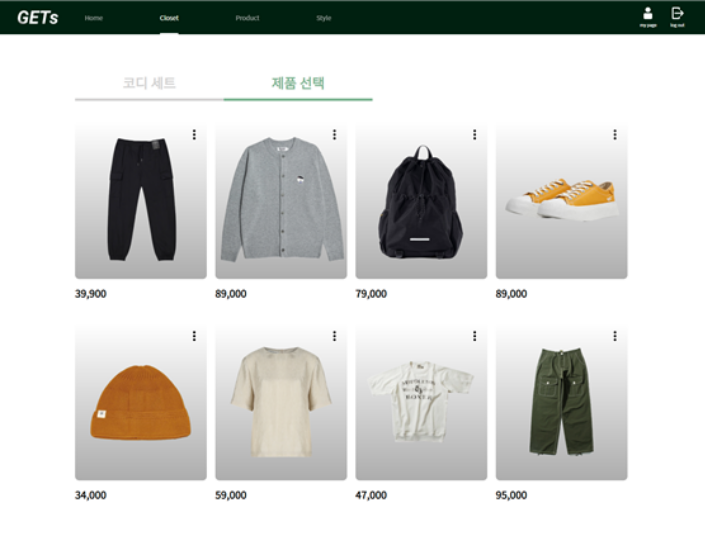 GETs
Home
Closet
Product
Style
my page
log out
코디 세트
제품 선택
39,900
89,000
79,000
89,000
34,000
59,000
47,000
95,000